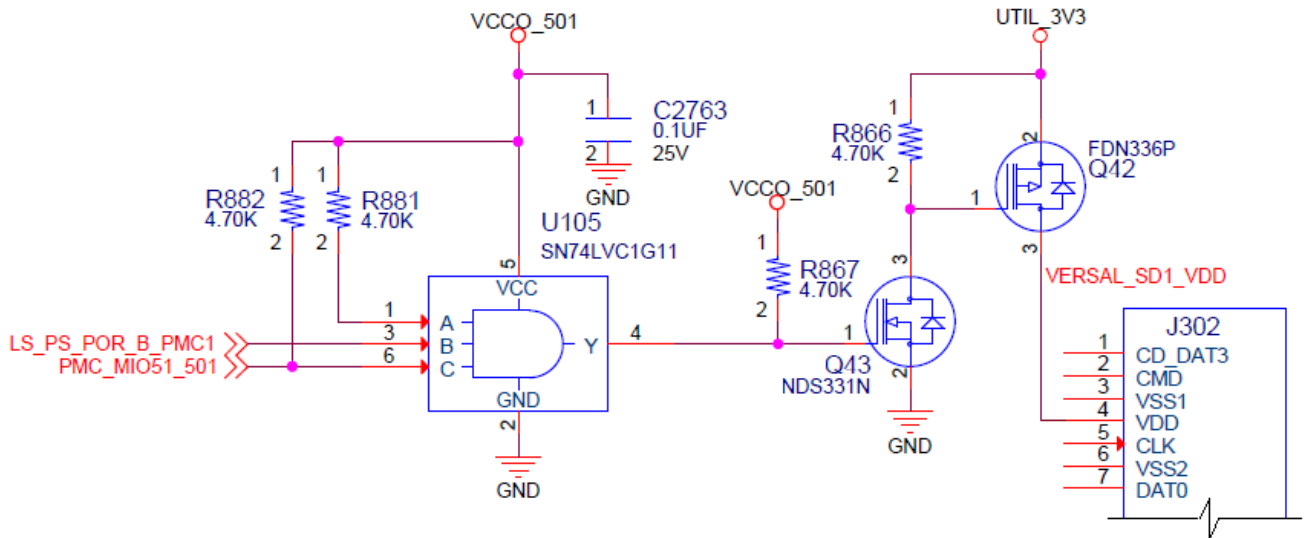 VCCO_501
UTIL_3V3
1
C2763
0.1UF
2
25V
GND
1
R866
4.70K
2
2
FDN336P
Q42
1
3
1
1
R882
R881
4.70K
4.70K
2
2
VCCO_501
U105
SN74LVC1G11
1
R867
4.70K
2
3
VERSAL_SD1_VDD
5
VCC
1
A
LS_PS_POR_B_PMC1
3
B
Y
4
PMC_MIO51_501
6
C
GND
2
GND
1
Q43
NDS331N
2
GND
J302
1
CD_DAT3
2
CMD
3
VSS1
4
VDD
5
CLK
6
VSS2
7
DAT0